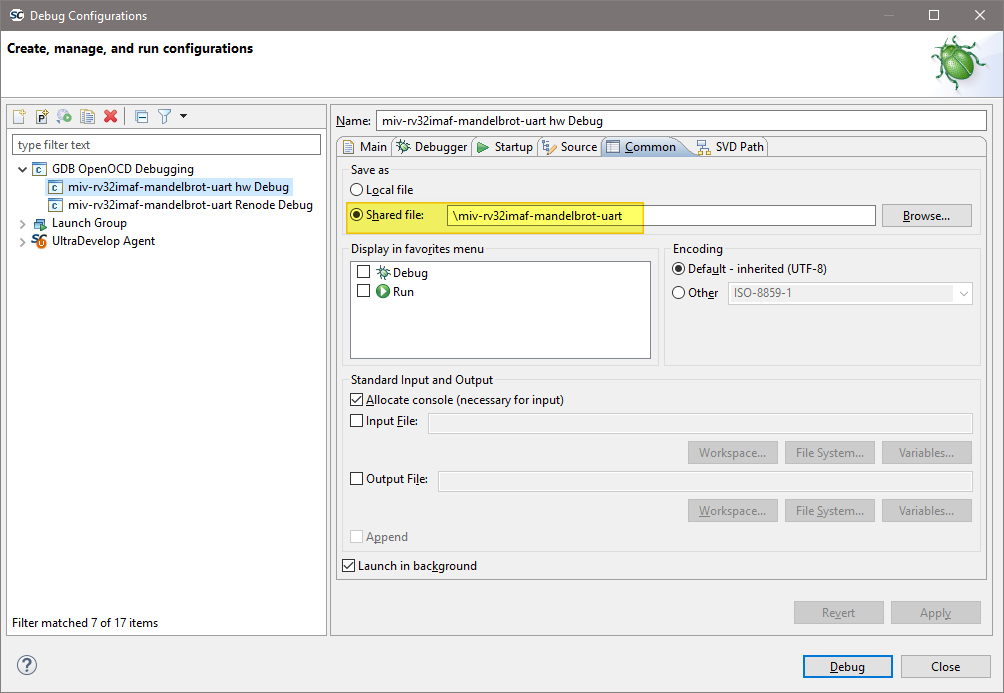 Debug Configurations
Create, manage, and run configurations
type filter text
GDB OpenOCD Debugging
miv-rv32imaf-mandelbrot-uart hw Debug
miv-rv32imaf-mandelbrot-uart Renode Debug
Launch Group
UltraDevelop Agent
Filter matched 7 of 17 items
Name: miv-rv32imaf-mandelbrot-uart hw Debug
Main Debugger Startup Source Common SVD Path
Save as
Local file
Shared file: \miv-rv32imaf-mandelbrot-uart Browse...
Display in favorites menu
Debug
Run
Encoding
Default - inherited (UTF-8)
Other ISO-8859-1
Standard Input and Output
Allocate console (necessary for input)
Input File:
Workspace... File System... Variables...
Output File:
Workspace... File System... Variables...
Append
Launch in background
Revert Apply
Debug Close